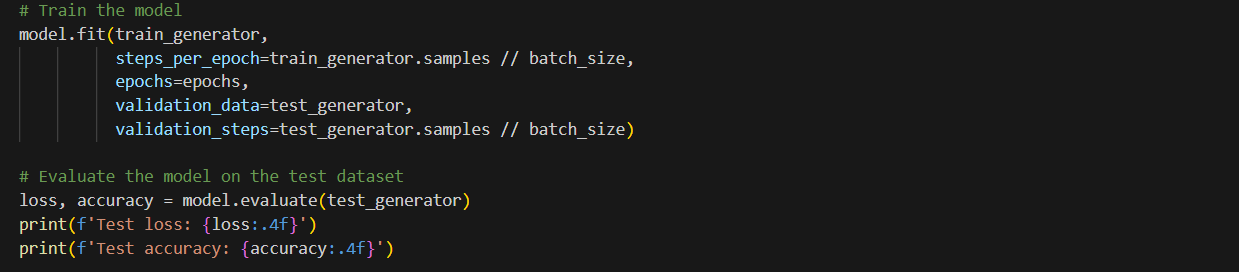 # Train the model
model.fit(train_generator,
          steps_per_epoch=train_generator.samples // batch_size,
          epochs=epochs,
          validation_data=test_generator,
          validation_steps=test_generator.samples // batch_size)
# Evaluate the model on the test dataset
loss, accuracy = model.evaluate(test_generator)
print(f'Test loss: {loss:.4f}')
print(f'Test accuracy: {accuracy:.4f}')